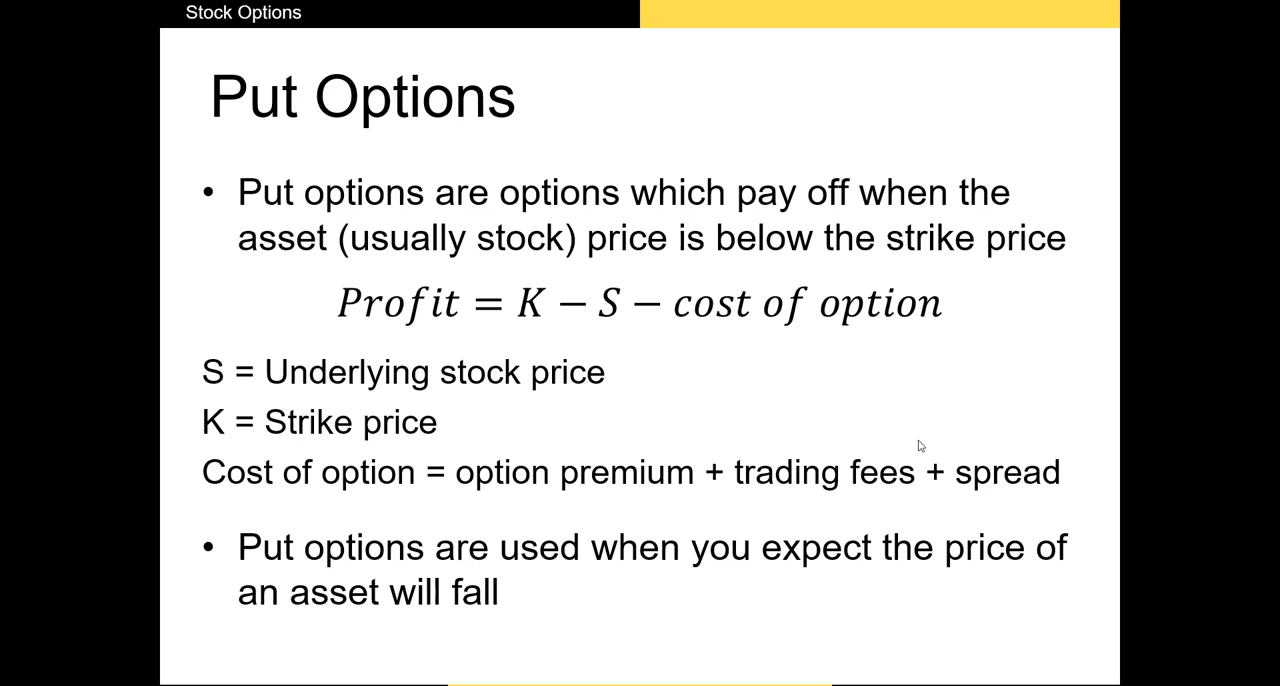 Stock Options
Put Options
• Put options are options which pay off when the
asset (usually stock) price is below the strike price
Profit = K − S − cost of option
S = Underlying stock price
K = Strike price
Cost of option = option premium + trading fees + spread
• Put options are used when you expect the price of
an asset will fall